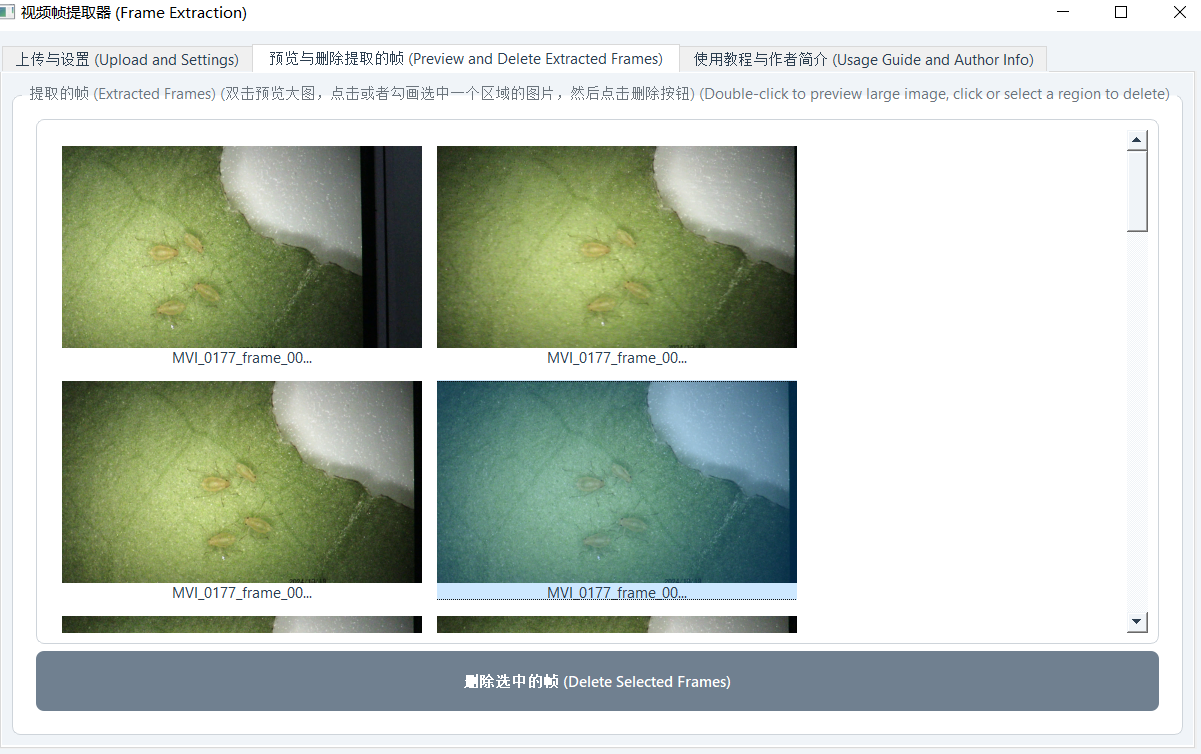 视频帧提取器 (Frame Extraction)
上传与设置 (Upload and Settings)
预览与删除提取的帧 (Preview and Delete Extracted Frames)
使用教程与作者简介 (Usage Guide and Author Info)
提取的帧 (Extracted Frames) (双击预览大图，点击或者勾画选中一个区域的图片，然后点击删除按钮) (Double-click to preview large image, click or select a region to delete)
MVI_0177_frame_00...
MVI_0177_frame_00...
MVI_0177_frame_00...
MVI_0177_frame_00...
删除选中的帧 (Delete Selected Frames)